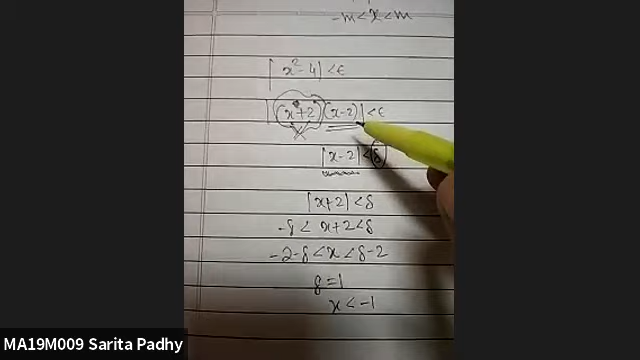 -m < x < m
|x² - 4| < ε
|(x+2)(x-2)| < ε
|x-2| < δ
|x+2| < δ
-δ < x+2 < δ
-2-δ < x < δ-2
δ = 1
x < -1
MA19M009 Sarita Padhy